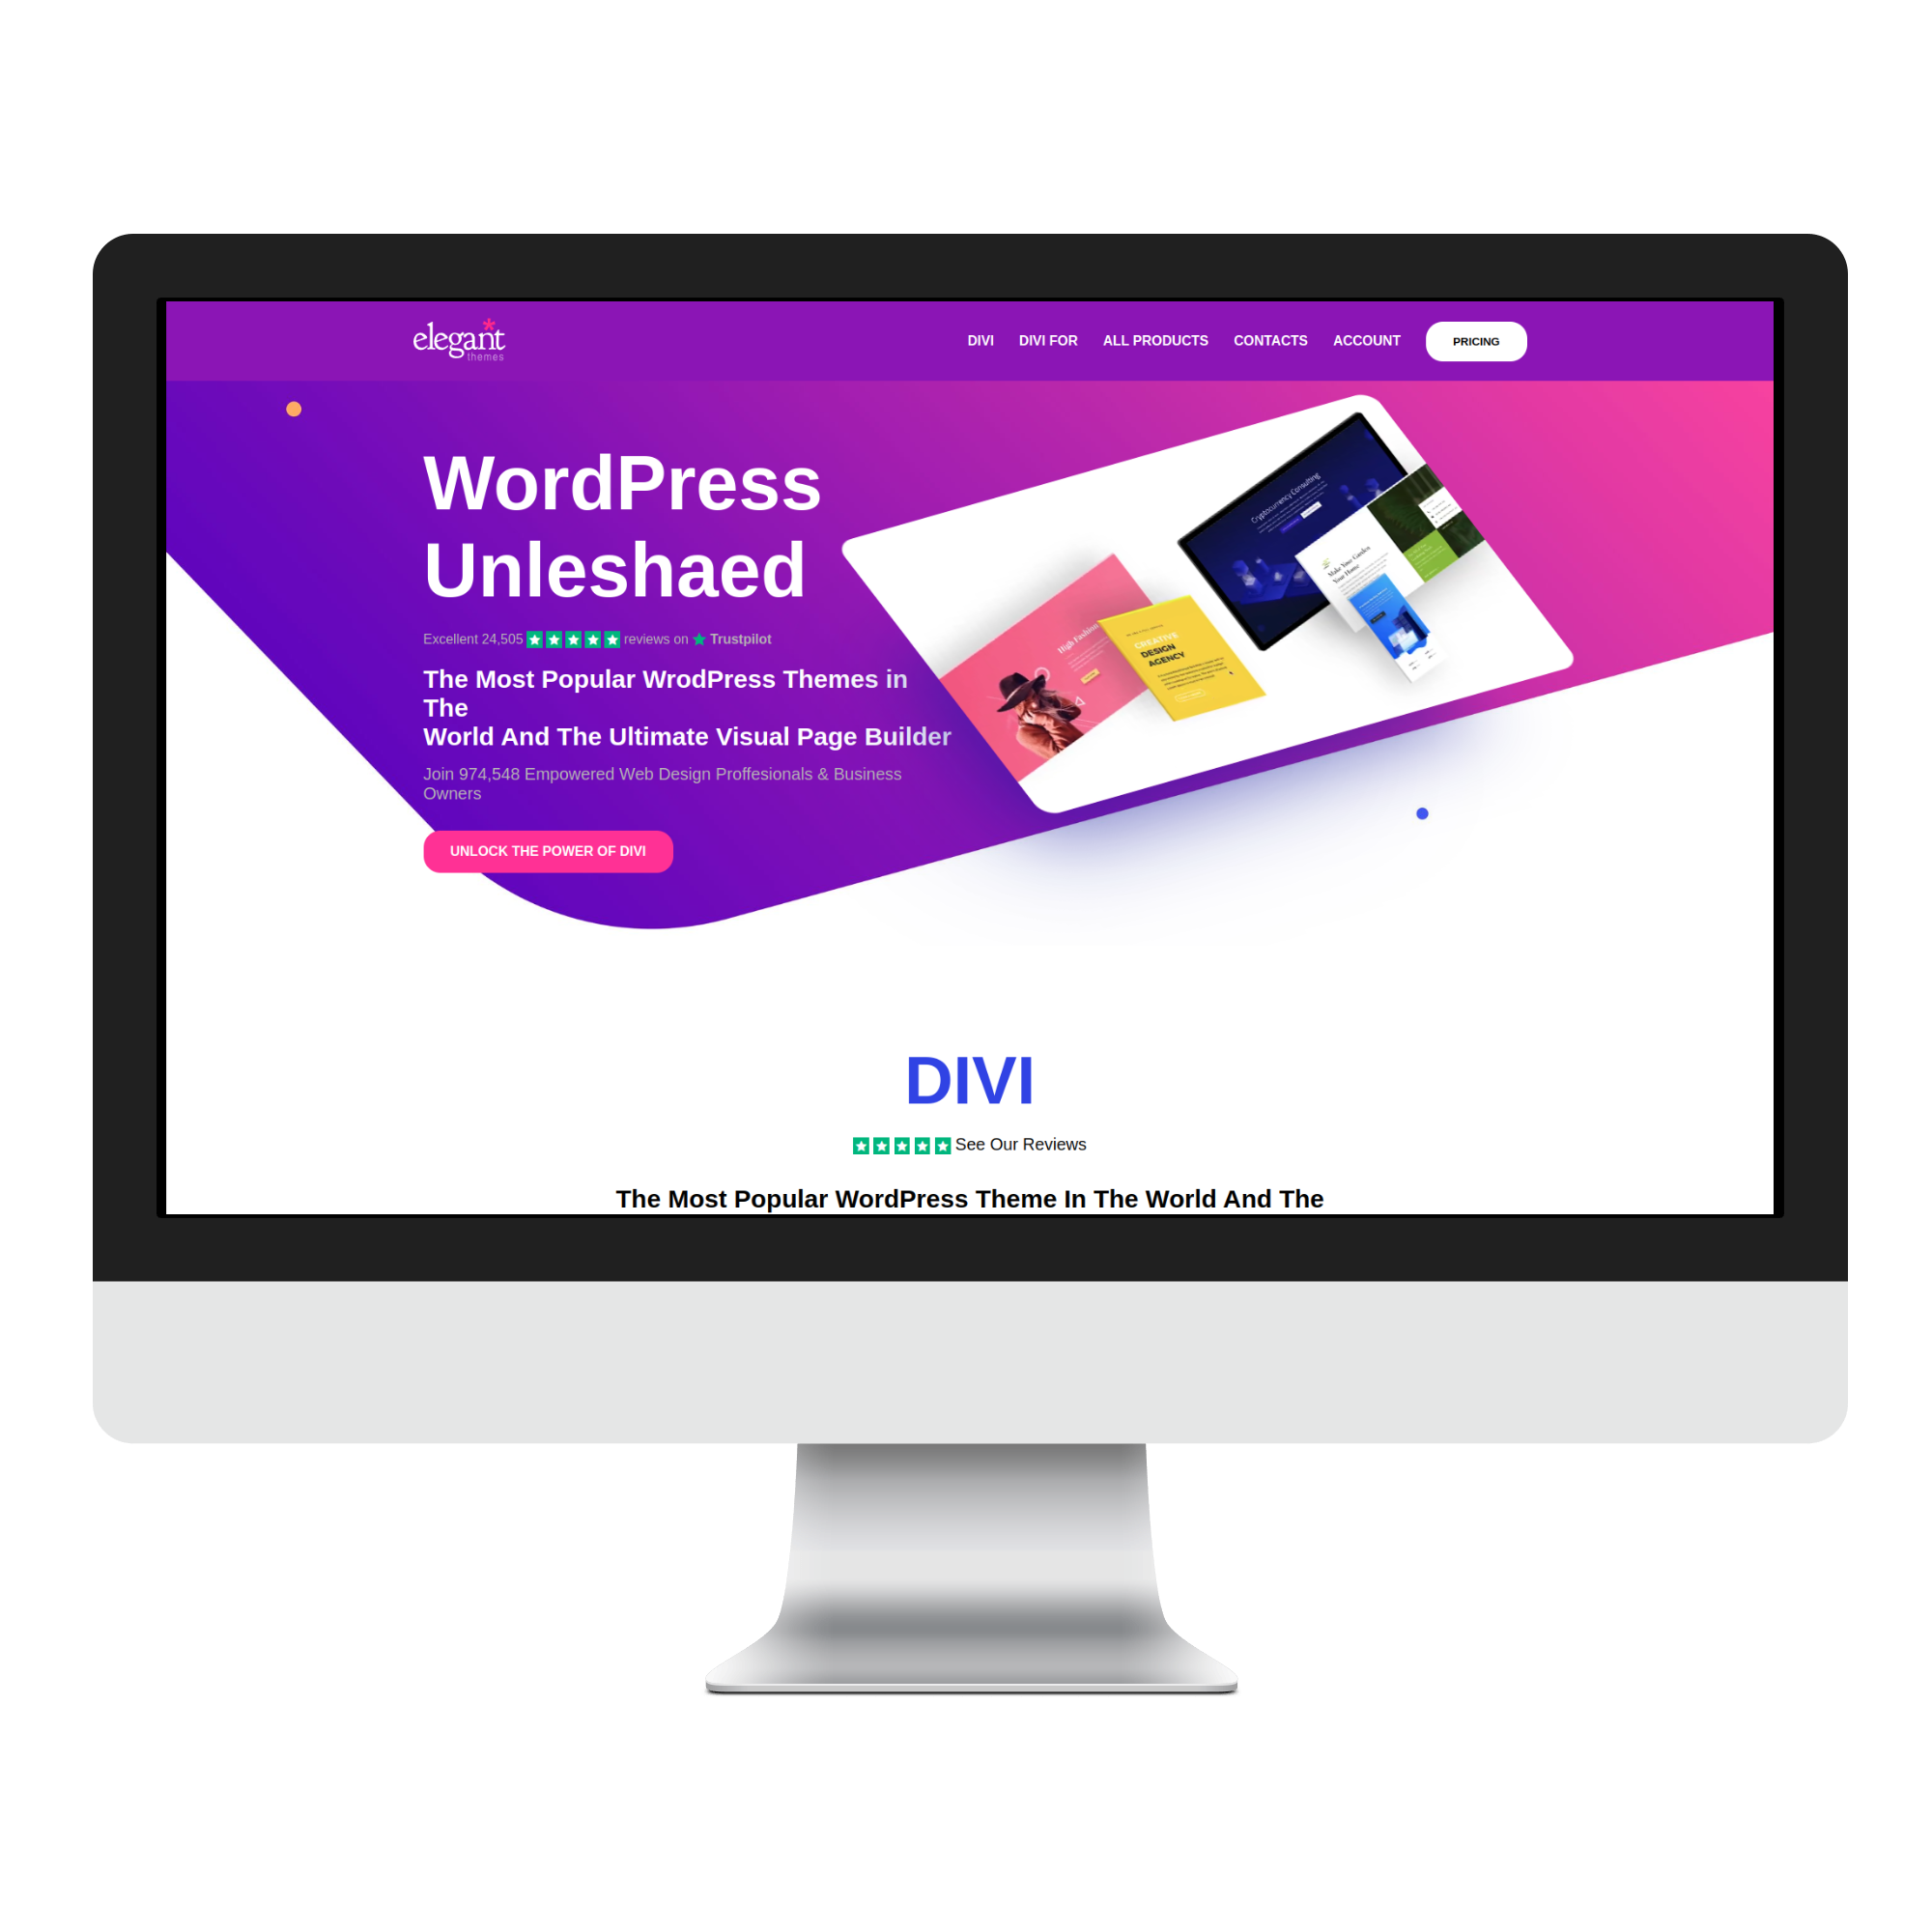 elegant
themes
DIVI DIVI FOR ALL PRODUCTS CONTACTS ACCOUNT PRICING
WordPress
Unleshaed
Excellent 24,505 reviews on Trustpilot
The Most Popular WrodPress Themes in
The
World And The Ultimate Visual Page Builder
Join 974,548 Empowered Web Design Proffesionals & Business
Owners
UNLOCK THE POWER OF DIVI
Cryptocurrency Consulting
Make Your Garden
Your Home
High Fashion
CREATIVE
DESIGN
AGENCY
DIVI
See Our Reviews
The Most Popular WordPress Theme In The World And The